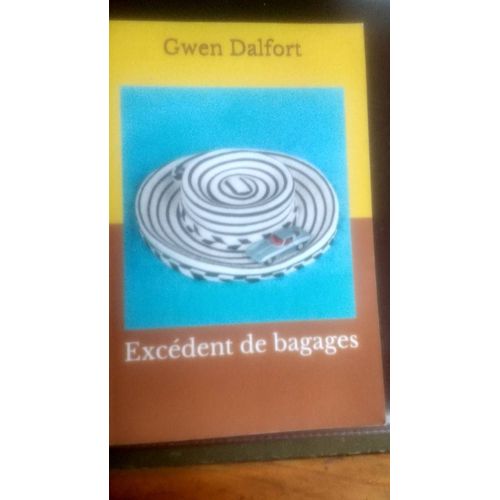 Gwen Dalfort
Excédent de bagages